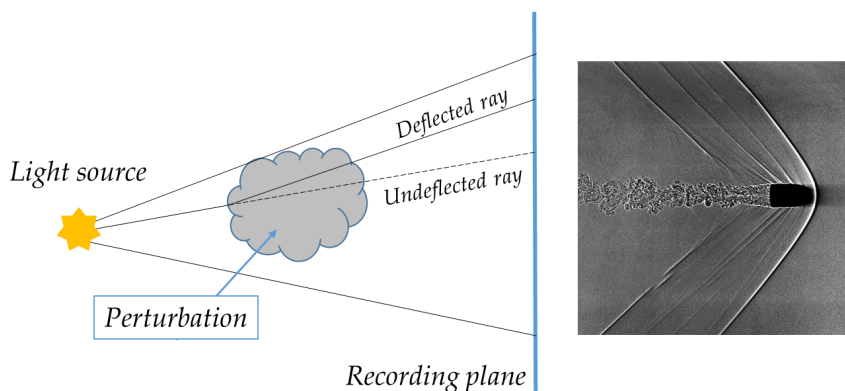 Light source
Deflected ray
Undeflected ray
Perturbation
Recording plane